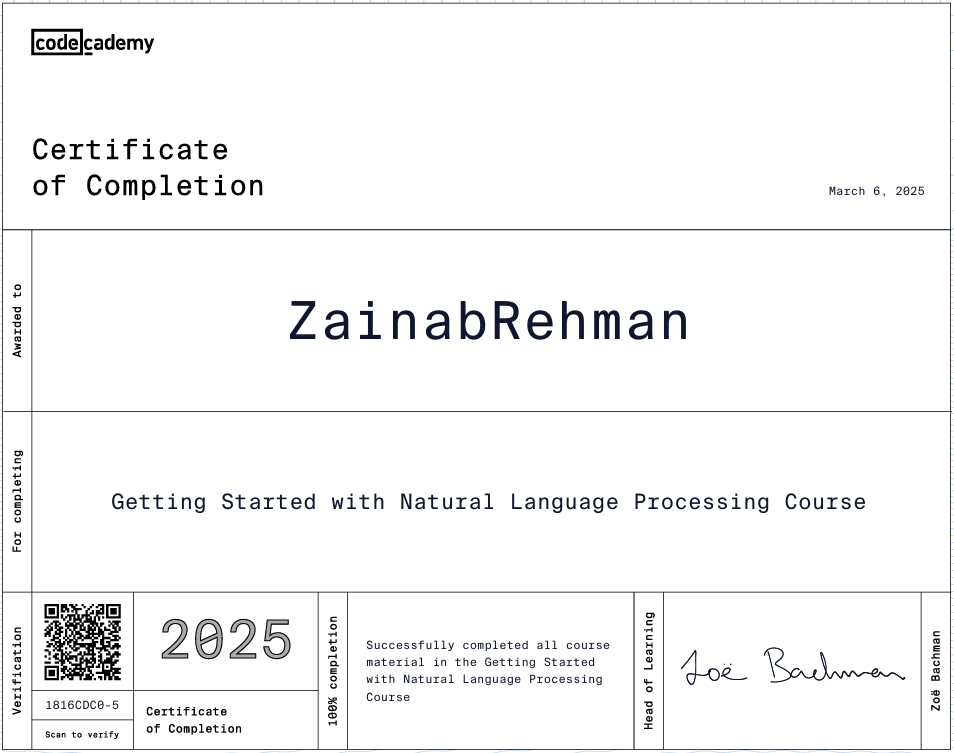 codecademy
Certificate
of Completion
March 6, 2025
Awarded to
ZainabRehman
For completing
Getting Started with Natural Language Processing Course
Verification
1816CDC0-5
Scan to verify
2025
Certificate
of Completion
100% completion
Successfully completed all course
material in the Getting Started
with Natural Language Processing
Course
Head of Learning
Zoë Bachman
Zoë Bachman